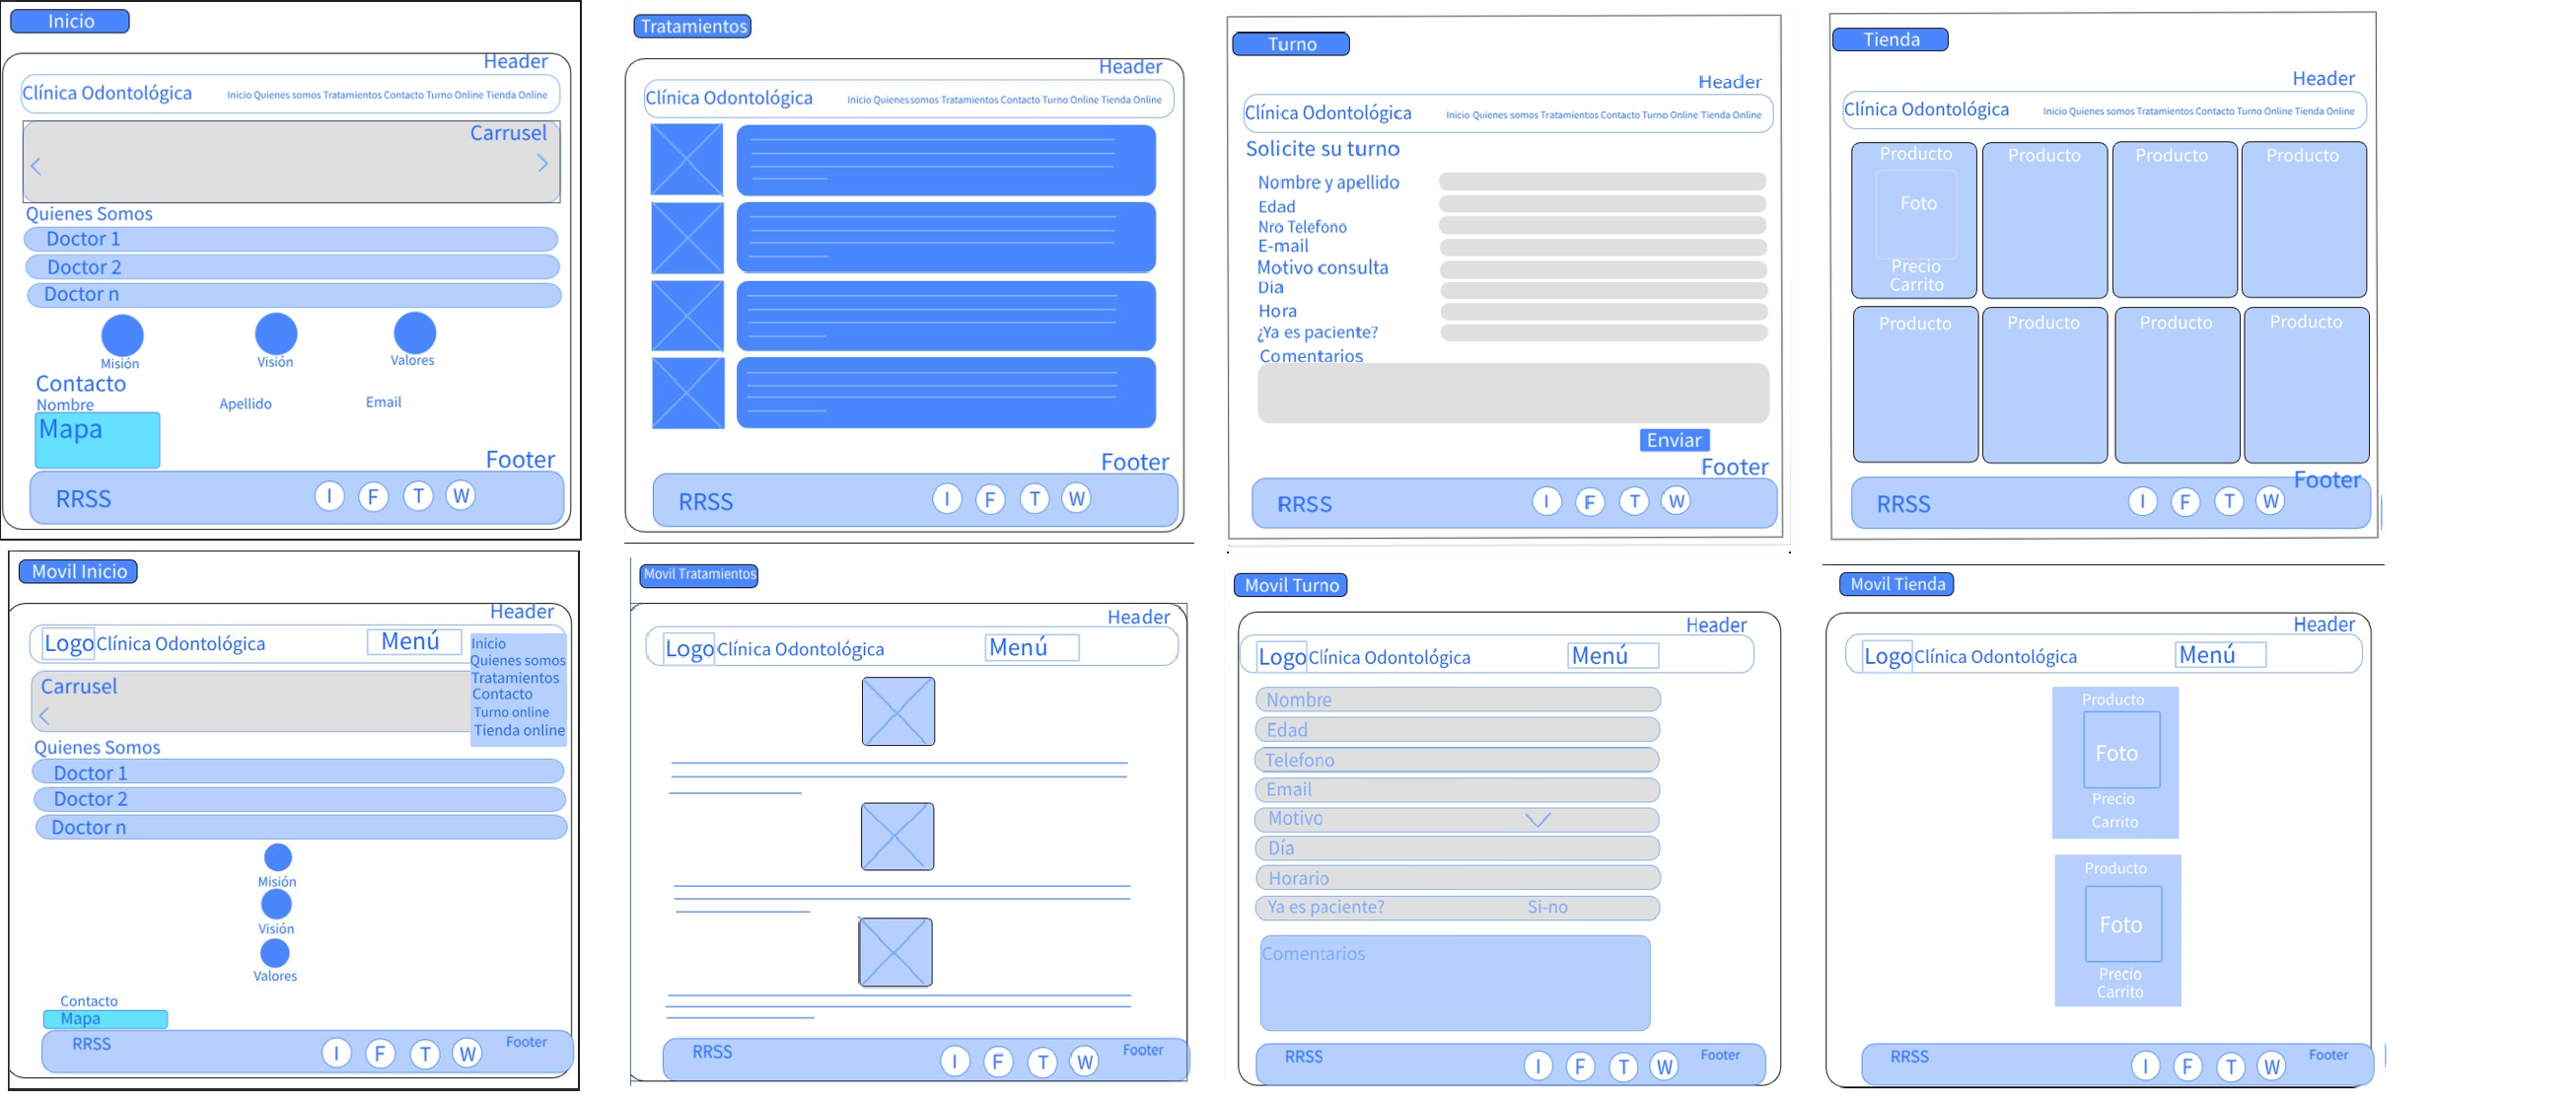 Inicio
Header
Clínica Odontológica
Inicio Quienes somos Tratamientos Contacto Turno Online Tienda Online
Carrusel
Quienes Somos
Doctor 1
Doctor 2
Doctor n
Misión
Visión
Valores
Contacto
Nombre
Apellido
Email
Mapa
Footer
RRSS
I F T W
Tratamientos
Header
Clínica Odontológica
Inicio Quienes somos Tratamientos Contacto Turno Online Tienda Online
Footer
RRSS
I F T W
Turno
Header
Clínica Odontológica
Inicio Quienes somos Tratamientos Contacto Turno Online Tienda Online
Solicite su turno
Nombre y apellido
Edad
Nro Telefono
E-mail
Motivo consulta
Dia
Hora
¿Ya es paciente?
Comentarios
Enviar
Footer
RRSS
I F T W
Tienda
Header
Clínica Odontológica
Inicio Quienes somos Tratamientos Contacto Turno Online Tienda Online
Producto
Foto
Precio
Carrito
Producto
Producto
Producto
Producto
Producto
Producto
Producto
Footer
RRSS
I F T W
Movil Inicio
Header
Logo Clínica Odontológica
Menú
Inicio
Quienes somos
Tratamientos
Contacto
Turno online
Tienda online
Carrusel
Quienes Somos
Doctor 1
Doctor 2
Doctor n
Misión
Visión
Valores
Contacto
Mapa
RRSS
I F T W
Footer
Movil Tratamientos
Header
Logo Clínica Odontológica
Menú
RRSS
I F T W
Footer
Movil Turno
Header
Logo Clínica Odontológica
Menú
Nombre
Edad
Telefono
Email
Motivo
Día
Horario
Ya es paciente? Si-no
Comentarios
RRSS
I F T W
Footer
Movil Tienda
Header
Logo Clínica Odontológica
Menú
Producto
Foto
Precio
Carrito
Producto
Foto
Precio
Carrito
RRSS
I F T W
Footer